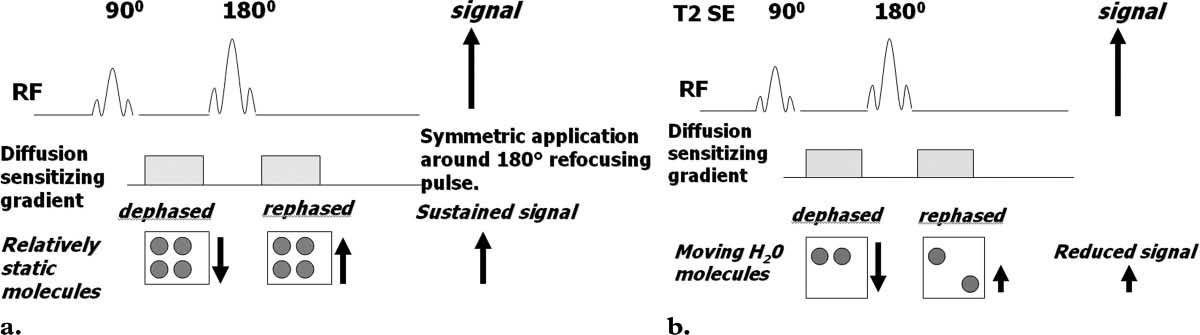 90⁰ 180⁰ signal
RF
Symmetric application
around 180° refocusing
pulse.
Diffusion
sensitizing
gradient
dephased rephased
Sustained signal
Relatively
static
molecules
a.
T2 SE 90⁰ 180⁰ signal
RF
Diffusion
sensitizing
gradient
dephased rephased
Moving H₂0
molecules
Reduced signal
b.